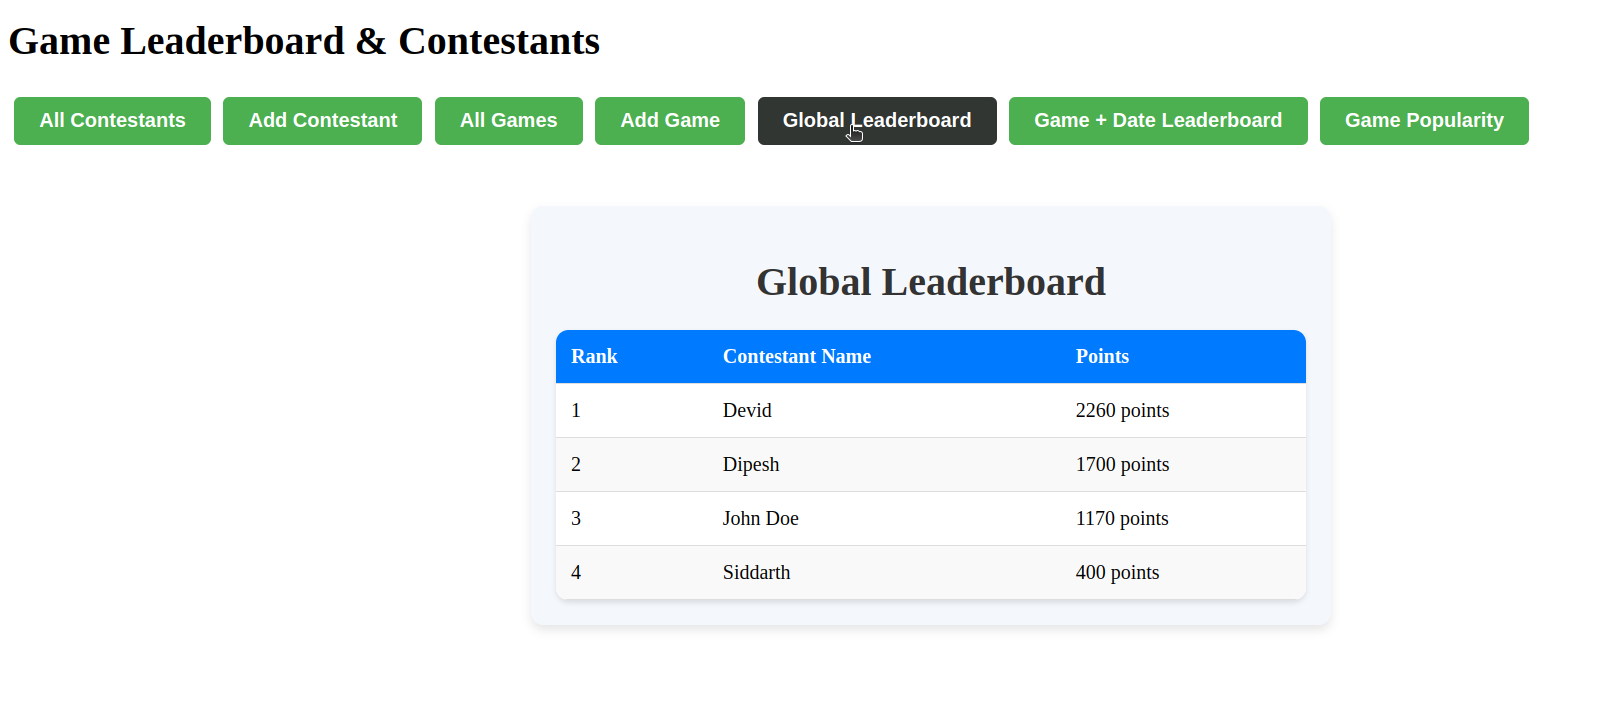 Game Leaderboard & Contestants
All Contestants Add Contestant All Games Add Game Global Leaderboard Game + Date Leaderboard Game Popularity
Global Leaderboard
Rank Contestant Name Points
1 Devid 2260 points
2 Dipesh 1700 points
3 John Doe 1170 points
4 Siddarth 400 points